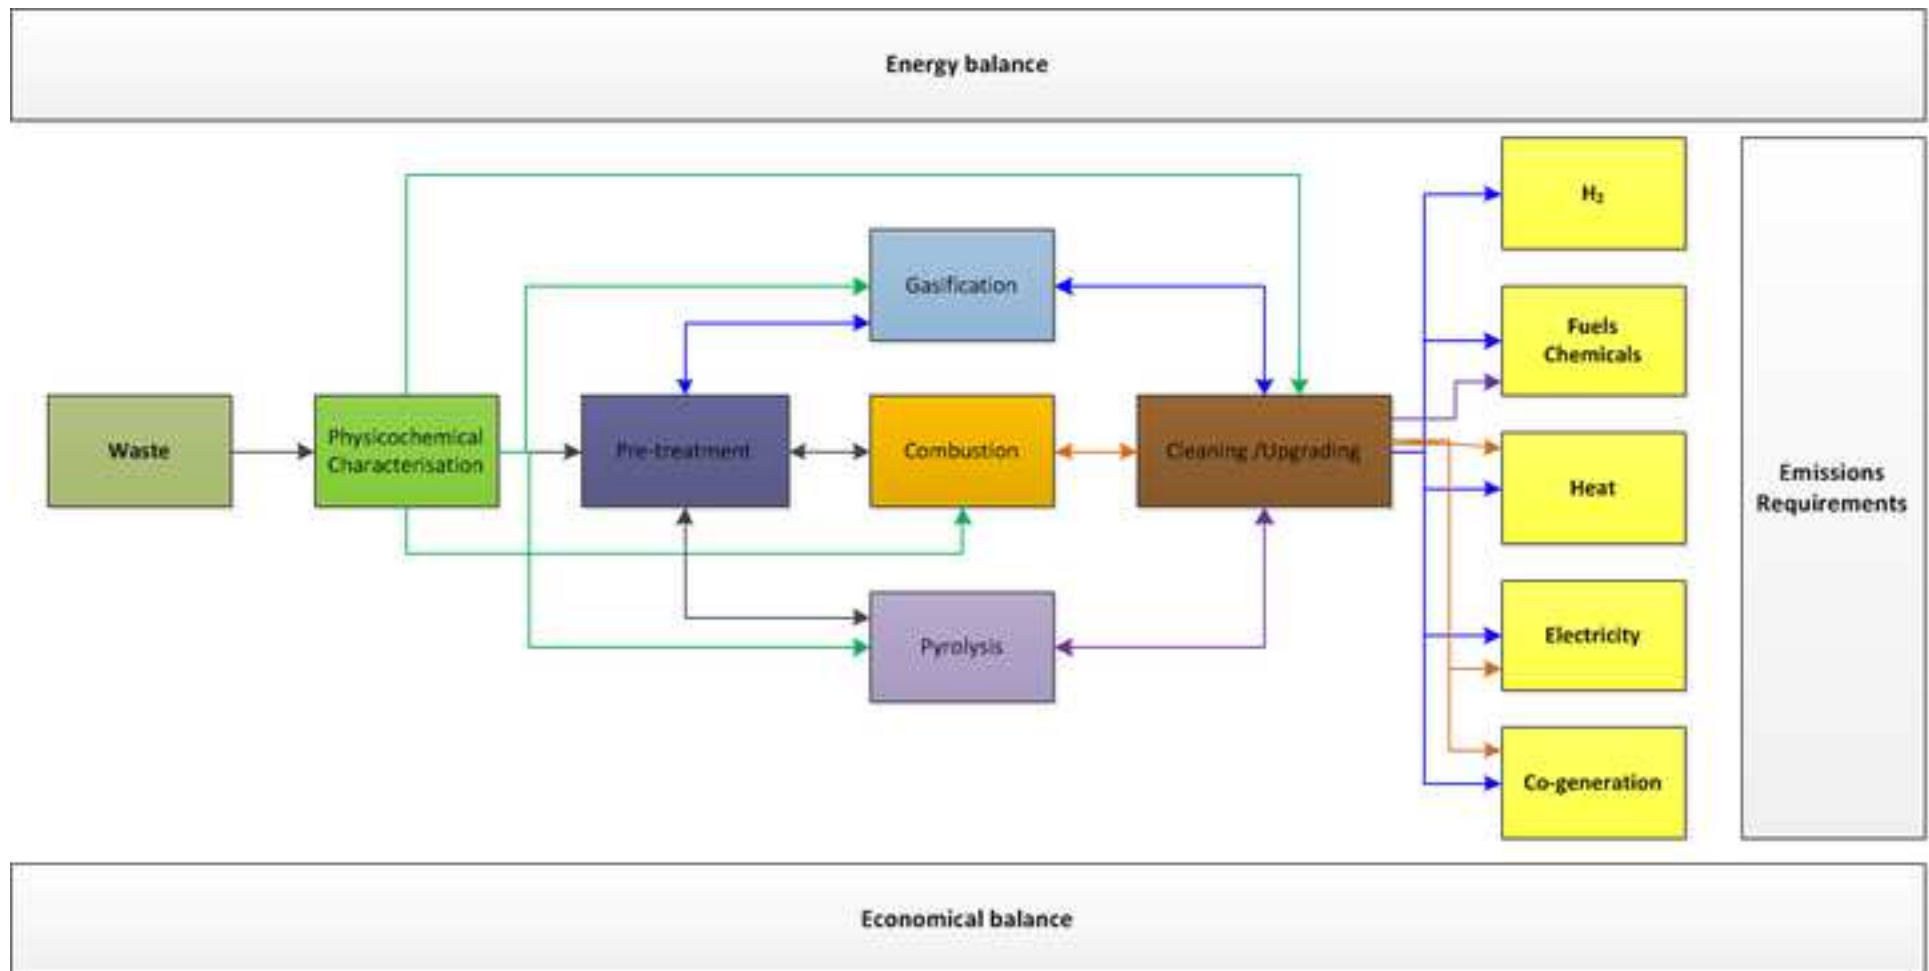 Energy balance
H₂
Gasification
Fuels
Chemicals
Waste
Physicochemical
Characterisation
Pre-treatment
Combustion
Cleaning /Upgrading
Heat
Emissions
Requirements
Pyrolysis
Electricity
Co-generation
Economical balance